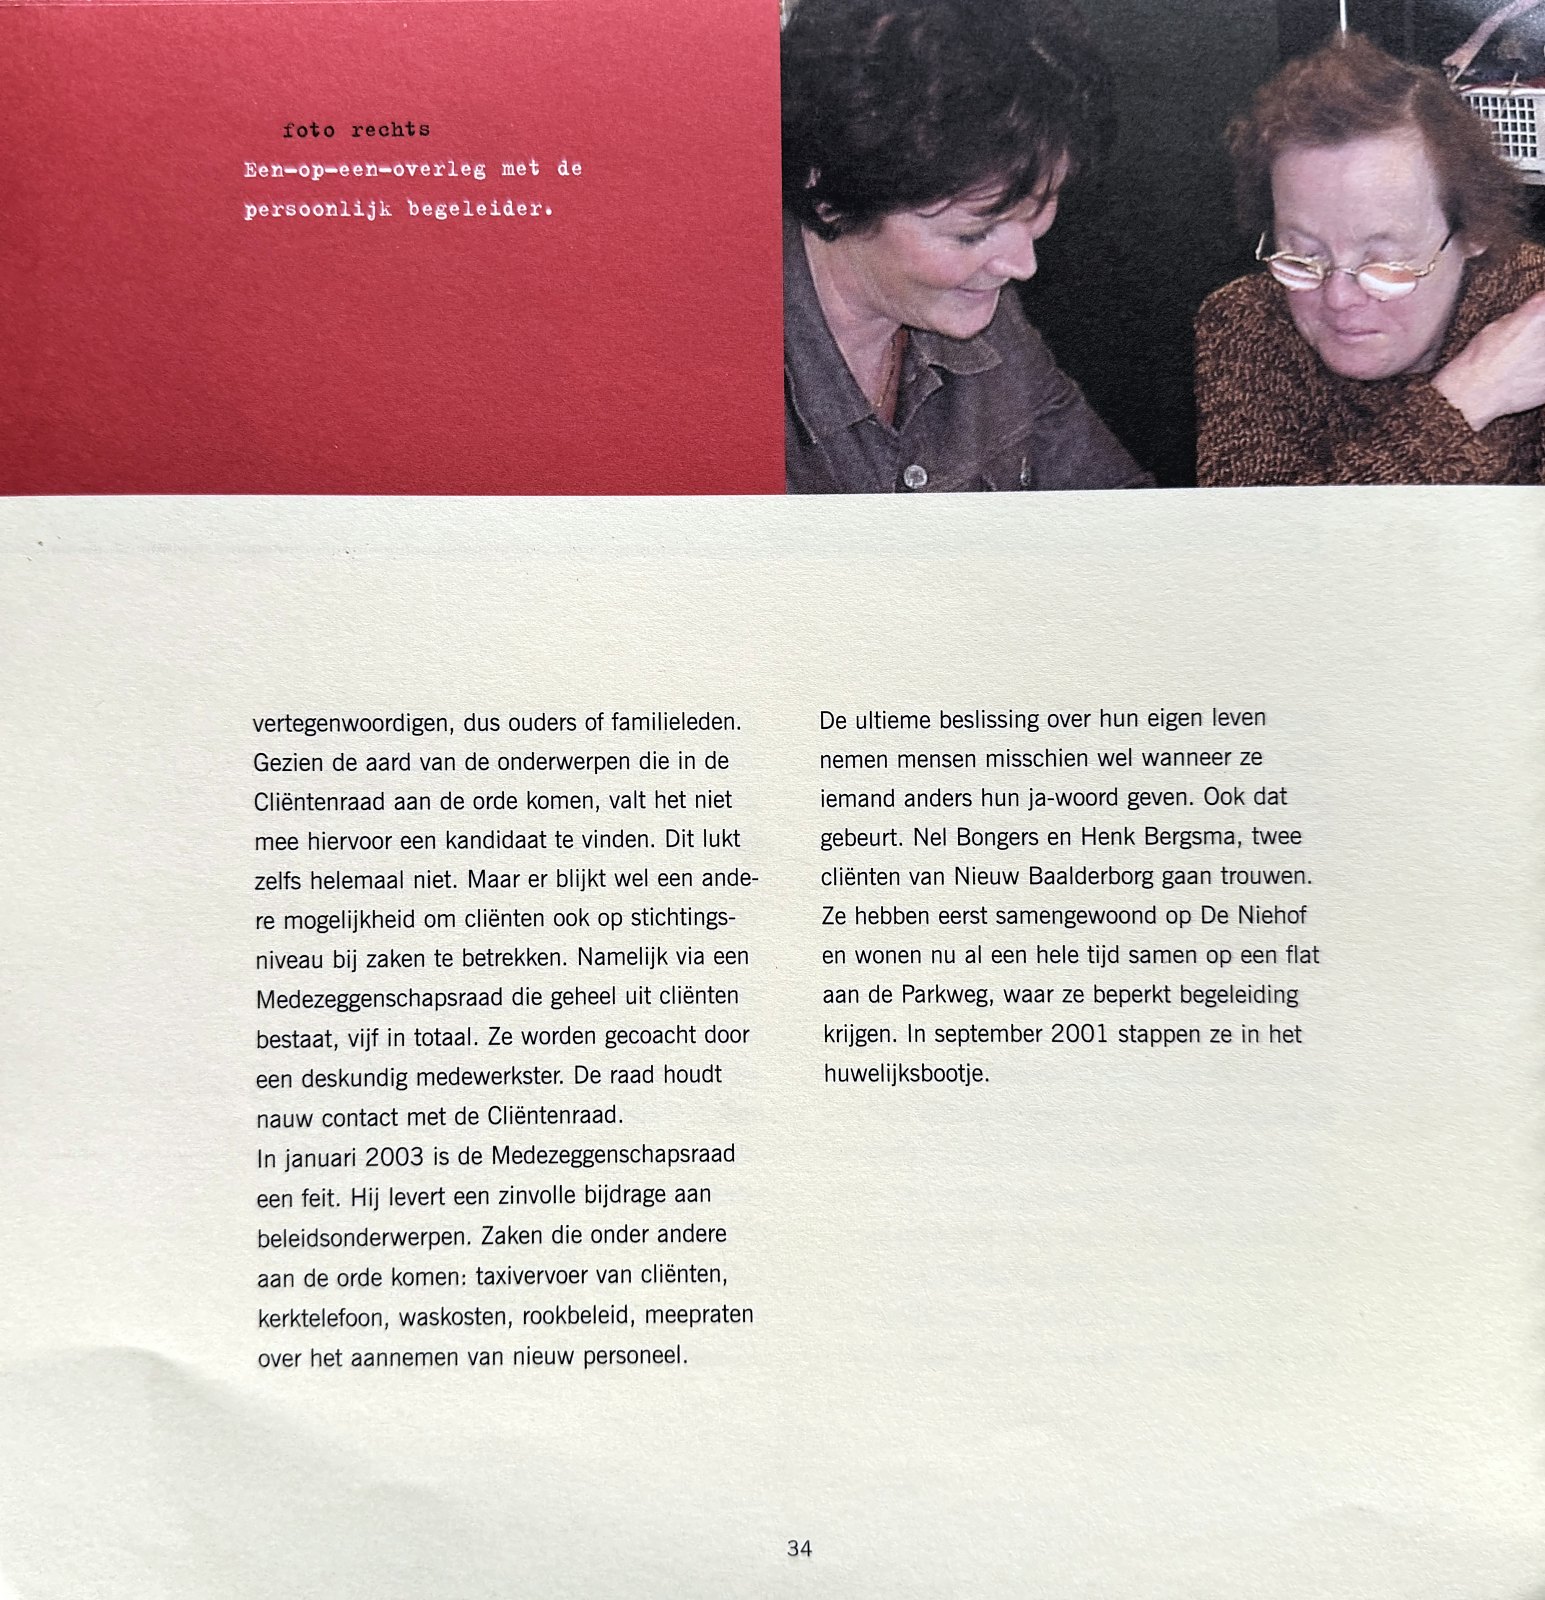 foto rechts
Een-op-een-overleg met de
persoonlijk begeleider.
vertegenwoordigen, dus ouders of familieleden.
Gezien de aard van de onderwerpen die in de
Cliëntenraad aan de orde komen, valt het niet
mee hiervoor een kandidaat te vinden. Dit lukt
zelfs helemaal niet. Maar er blijkt wel een ande-
re mogelijkheid om cliënten ook op stichtings-
niveau bij zaken te betrekken. Namelijk via een
Medezeggenschapsraad die geheel uit cliënten
bestaat, vijf in totaal. Ze worden gecoacht door
een deskundig medewerkster. De raad houdt
nauw contact met de Cliëntenraad.
In januari 2003 is de Medezeggenschapsraad
een feit. Hij levert een zinvolle bijdrage aan
beleidsonderwerpen. Zaken die onder andere
aan de orde komen: taxivervoer van cliënten,
kerktelefoon, waskosten, rookbeleid, meepraten
over het aannemen van nieuw personeel.
De ultieme beslissing over hun eigen leven
nemen mensen misschien wel wanneer ze
iemand anders hun ja-woord geven. Ook dat
gebeurt. Nel Bongers en Henk Bergsma, twee
cliënten van Nieuw Baalderborg gaan trouwen.
Ze hebben eerst samengewoond op De Niehof
en wonen nu al een hele tijd samen op een flat
aan de Parkweg, waar ze beperkt begeleiding
krijgen. In september 2001 stappen ze in het
huwelijksbootje.
34